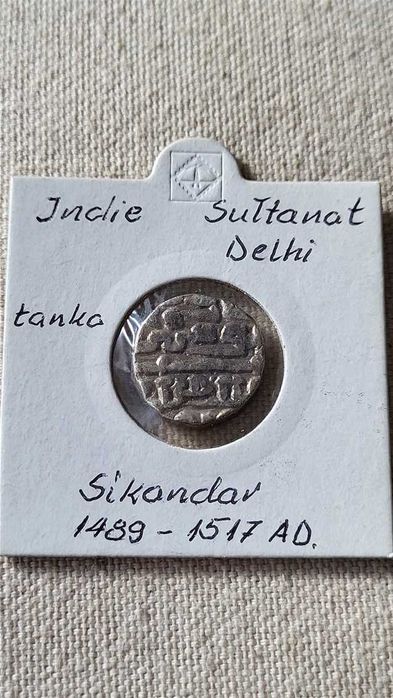 Indie Sultanat
Delhi
tanka
Sikandar
1489 - 1517 AD.